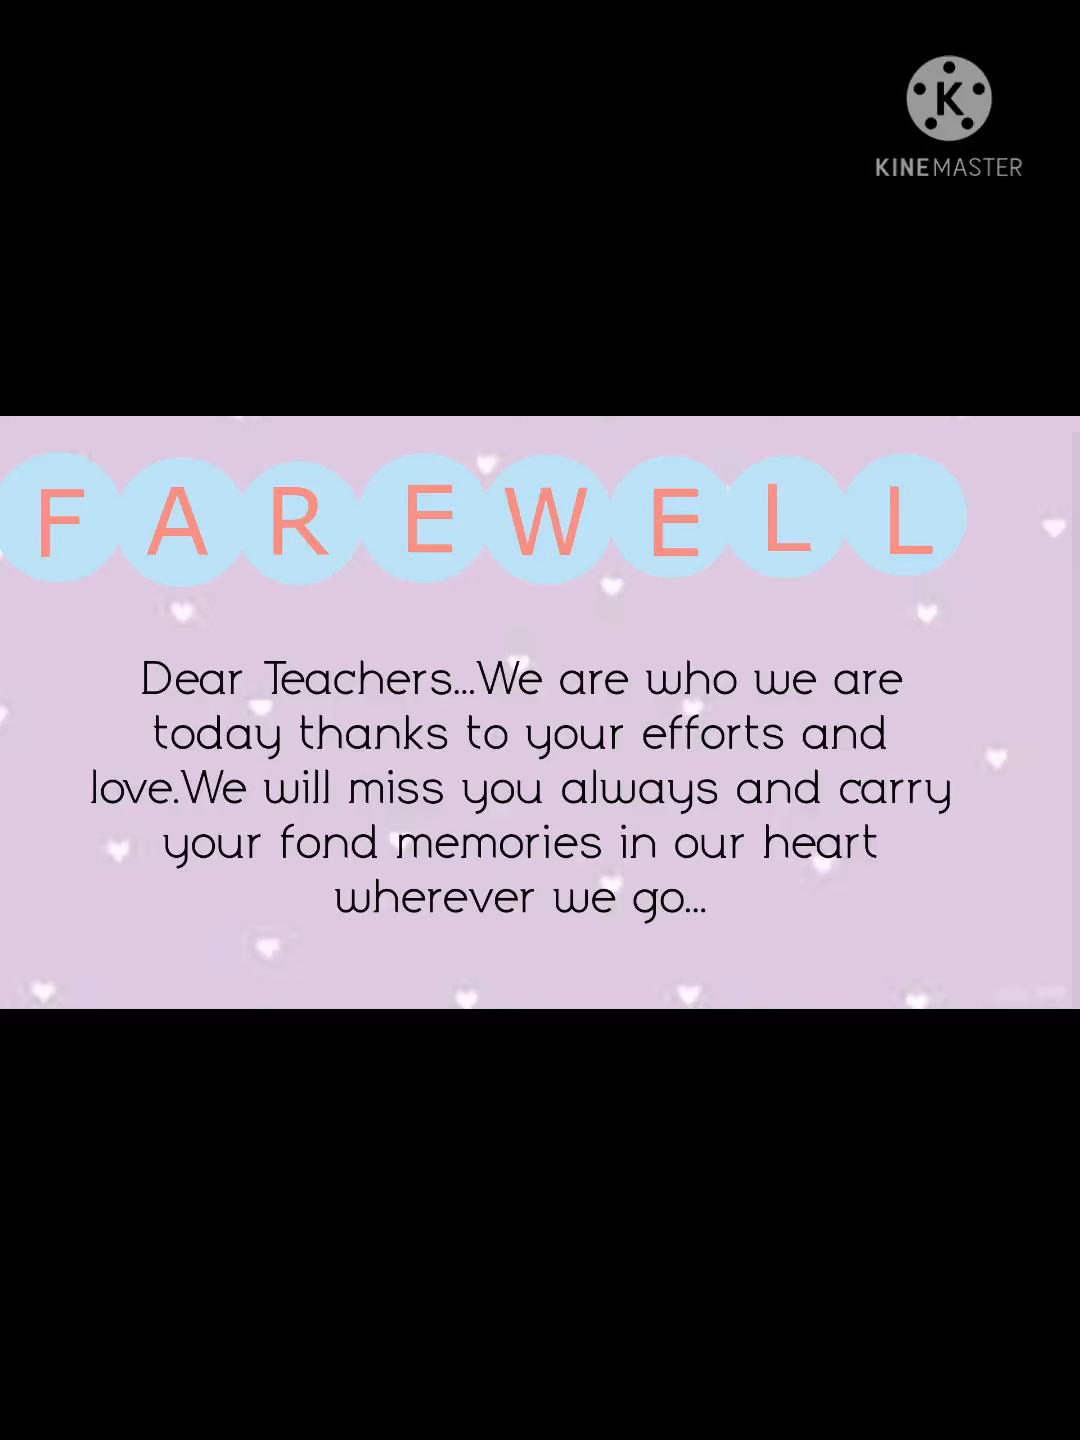 K
KINEMASTER
FAREWELL
Dear Teachers...We are who we are
today thanks to your efforts and
love.We will miss you always and carry
your fond memories in our heart
wherever we go...